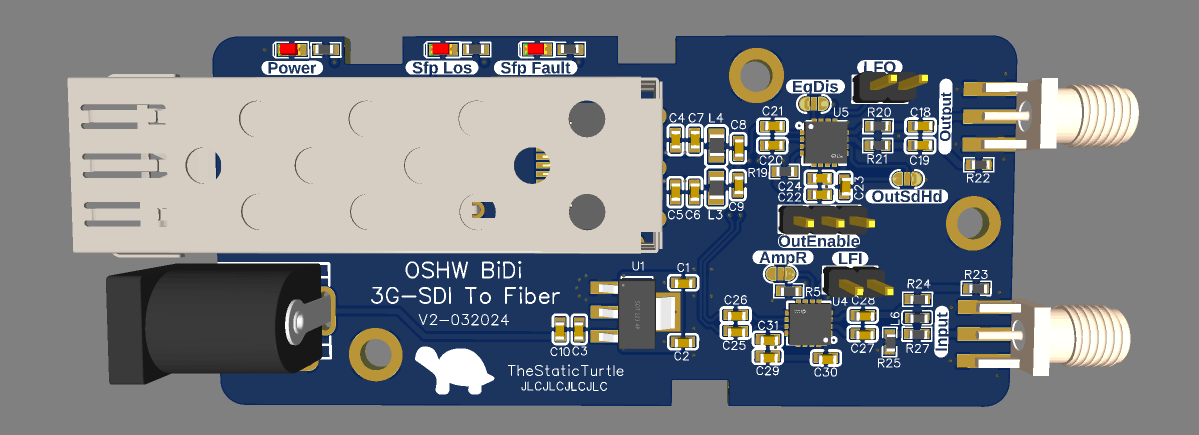 Power
Sfp Los
Sfp Fault
LFO
EqDis
C21
U5
R20
C18
Output
C4
C7
L4
C8
C20
R21
C19
R19
R22
C24
C22
C23
OutSdHd
C5
C6
L3
C9
OutEnable
AmpR
LFI
OSHW BiDi
3G-SDI To Fiber
V2-032024
U1
C1
R5
R24
R23
C26
U4
C28
L6
Input
C10
C3
C2
C25
C31
C27
R27
R25
C29
C30
TheStaticTurtle
JLCJLCJLCJLC